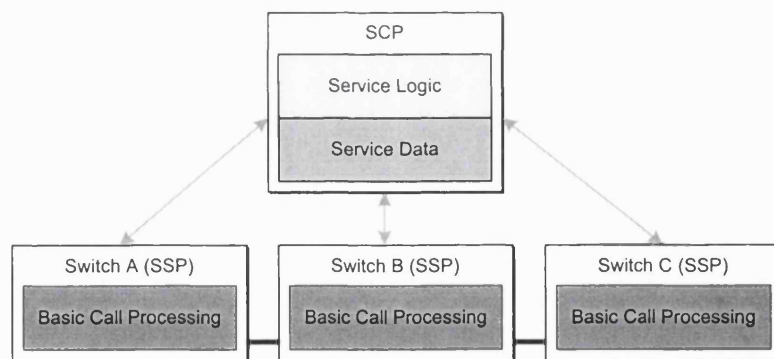 SCP
Service Logic
Service Data
Switch A (SSP)
Switch B (SSP)
Switch C (SSP)
Basic Call Processing
Basic Call Processing
Basic Call Processing